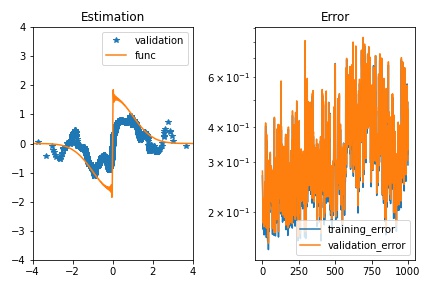 Estimation
Error
4
3
2
1
0
−1
−2
−3
−4
−4
−2
0
2
4
validation
func
6 × 10⁻¹
4 × 10⁻¹
3 × 10⁻¹
2 × 10⁻¹
0
250
500
750
1000
training_error
validation_error